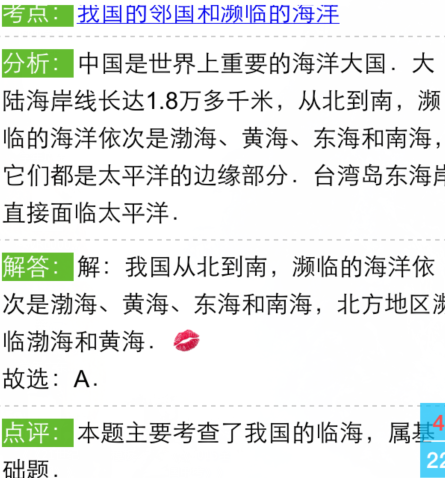 考点：我国的邻国和濒临的海洋
分析：中国是世界上重要的海洋大国．大
陆海岸线长达1.8万多千米，从北到南，濒
临的海洋依次是渤海、黄海、东海和南海，
它们都是太平洋的边缘部分．台湾岛东海岸
直接面临太平洋．
解答：解：我国从北到南，濒临的海洋依
次是渤海、黄海、东海和南海，北方地区濒
临渤海和黄海．
故选：A．
点评：本题主要考查了我国的临海，属基
础题．
4
22